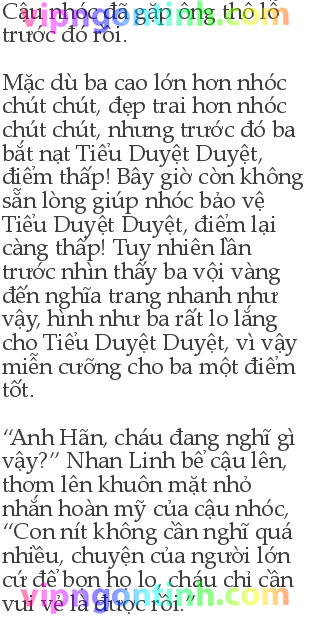 vipngontinh.com
Cậu nhóc đã gặp ông thô lỗ
trước đó rồi.
Mặc dù ba cao lớn hơn nhóc
chút chút, đẹp trai hơn nhóc
chút chút, nhưng trước đó ba
bắt nạt Tiểu Duyệt Duyệt,
điểm thấp! Bây giờ còn không
sẵn lòng giúp nhóc bảo vệ
Tiểu Duyệt Duyệt, điểm lại
càng thấp! Tuy nhiên lần
trước nhìn thấy ba vội vàng
đến nghĩa trang nhanh như
vậy, hình như ba rất lo lắng
cho Tiểu Duyệt Duyệt, vì vậy
miễn cưỡng cho ba một điểm
tốt.
“Anh Hãn, cháu đang nghĩ gì
vậy?” Nhan Linh bế cậu lên,
thơm lên khuôn mặt nhỏ
nhắn hoàn mỹ của cậu nhóc,
“Con nít không cần nghĩ quá
nhiều, chuyện của người lớn
cứ để bọn họ lo, cháu chỉ cần
vui vẻ là được rồi.”
vipngontinh.com